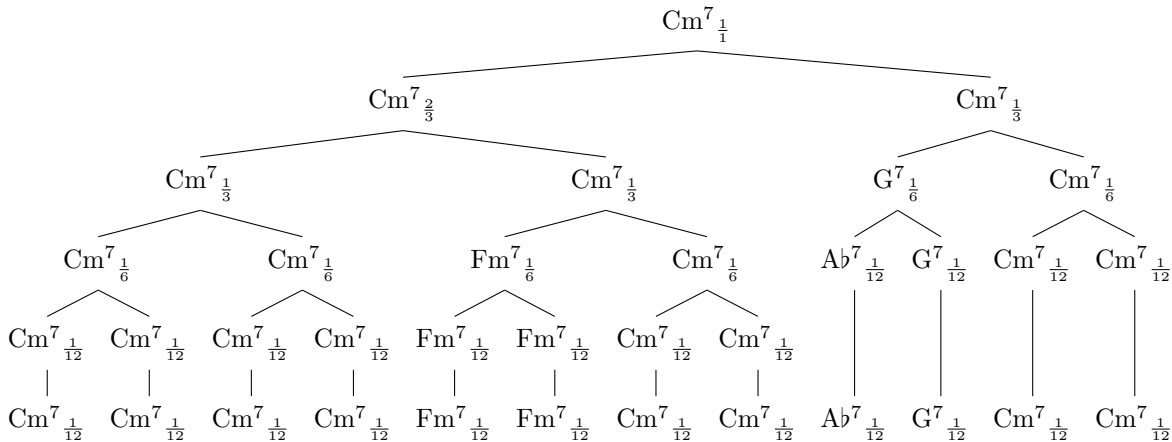 Cm⁷ 1/1
Cm⁷ 2/3 Cm⁷ 1/3
Cm⁷ 1/3 Cm⁷ 1/3 G⁷ 1/6 Cm⁷ 1/6
Cm⁷ 1/6 Cm⁷ 1/6 Fm⁷ 1/6 Cm⁷ 1/6 A♭⁷ 1/12 G⁷ 1/12 Cm⁷ 1/12 Cm⁷ 1/12
Cm⁷ 1/12 Cm⁷ 1/12 Cm⁷ 1/12 Cm⁷ 1/12 Fm⁷ 1/12 Fm⁷ 1/12 Cm⁷ 1/12 Cm⁷ 1/12
Cm⁷ 1/12 Cm⁷ 1/12 Cm⁷ 1/12 Cm⁷ 1/12 Fm⁷ 1/12 Fm⁷ 1/12 Cm⁷ 1/12 Cm⁷ 1/12 A♭⁷ 1/12 G⁷ 1/12 Cm⁷ 1/12 Cm⁷ 1/12